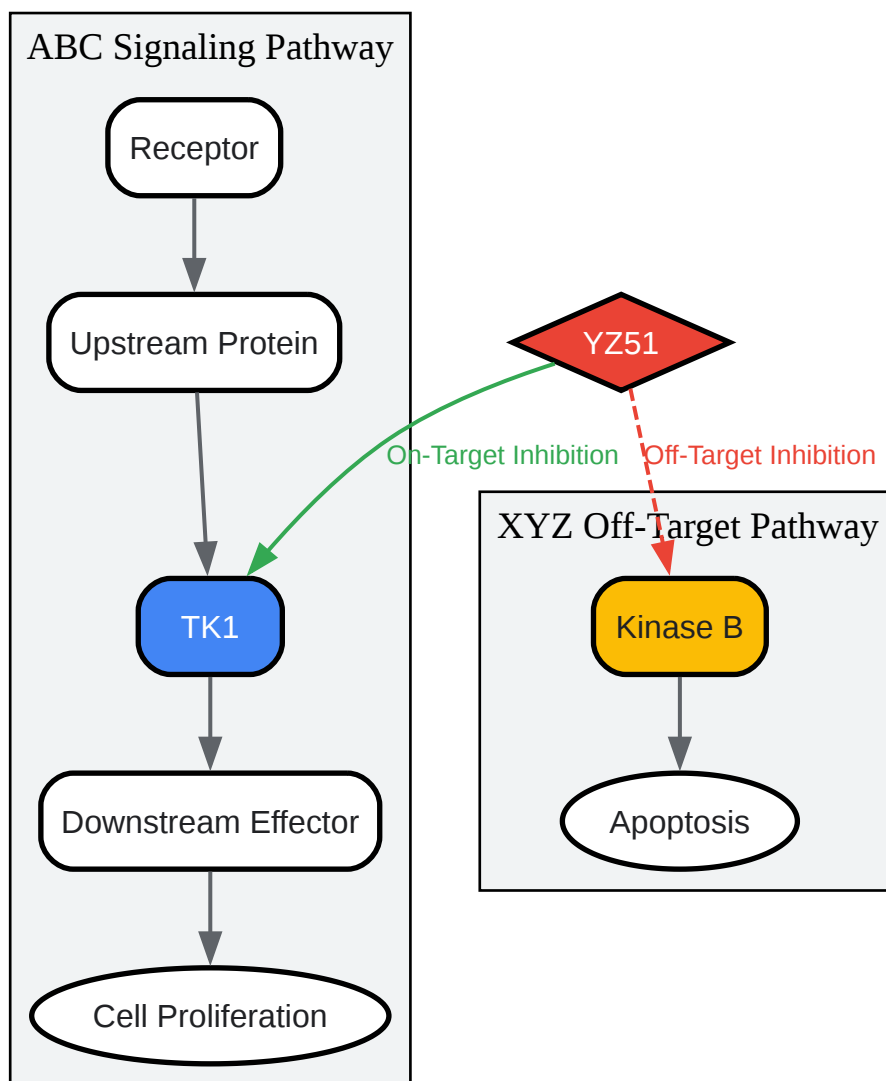 ABC Signaling Pathway
Receptor
Upstream Protein
YZ51
On-Target Inhibition
Off-Target Inhibition
XYZ Off-Target Pathway
TK1
Kinase B
Downstream Effector
Apoptosis
Cell Proliferation